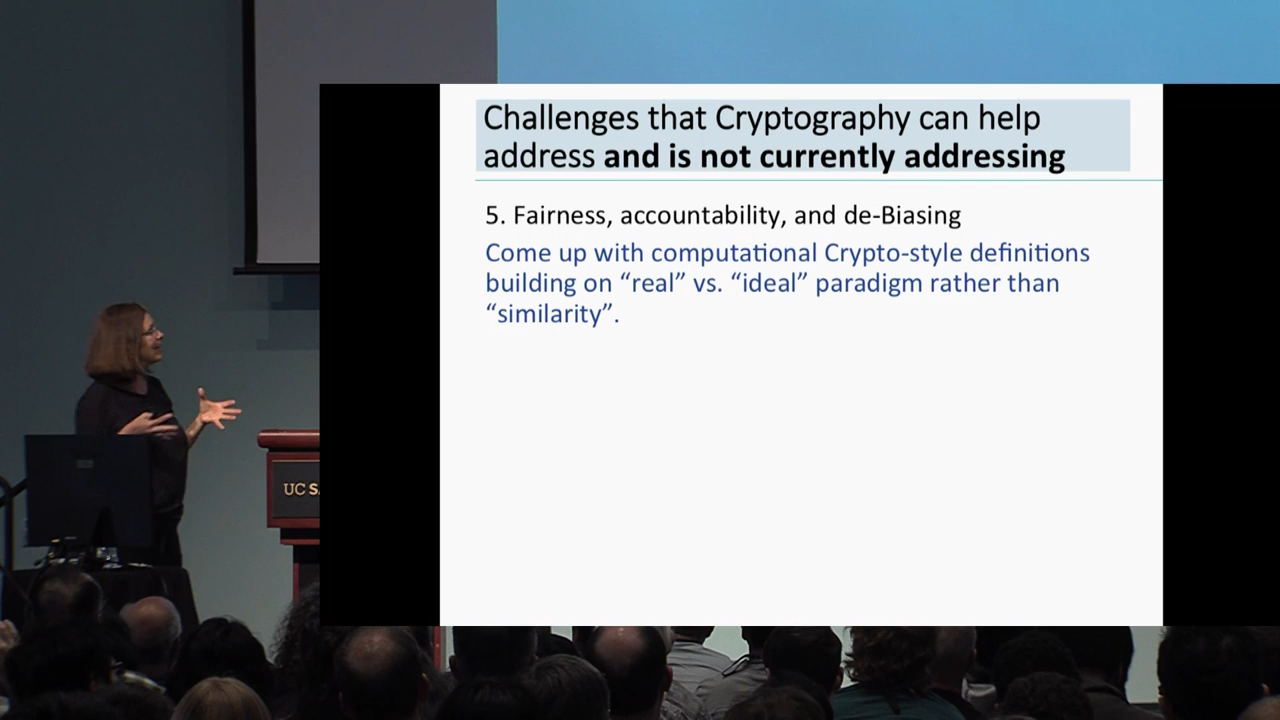 Challenges that Cryptography can help
address and is not currently addressing
5. Fairness, accountability, and de-Biasing
Come up with computational Crypto-style definitions
building on “real” vs. “ideal” paradigm rather than
“similarity”.
UC S